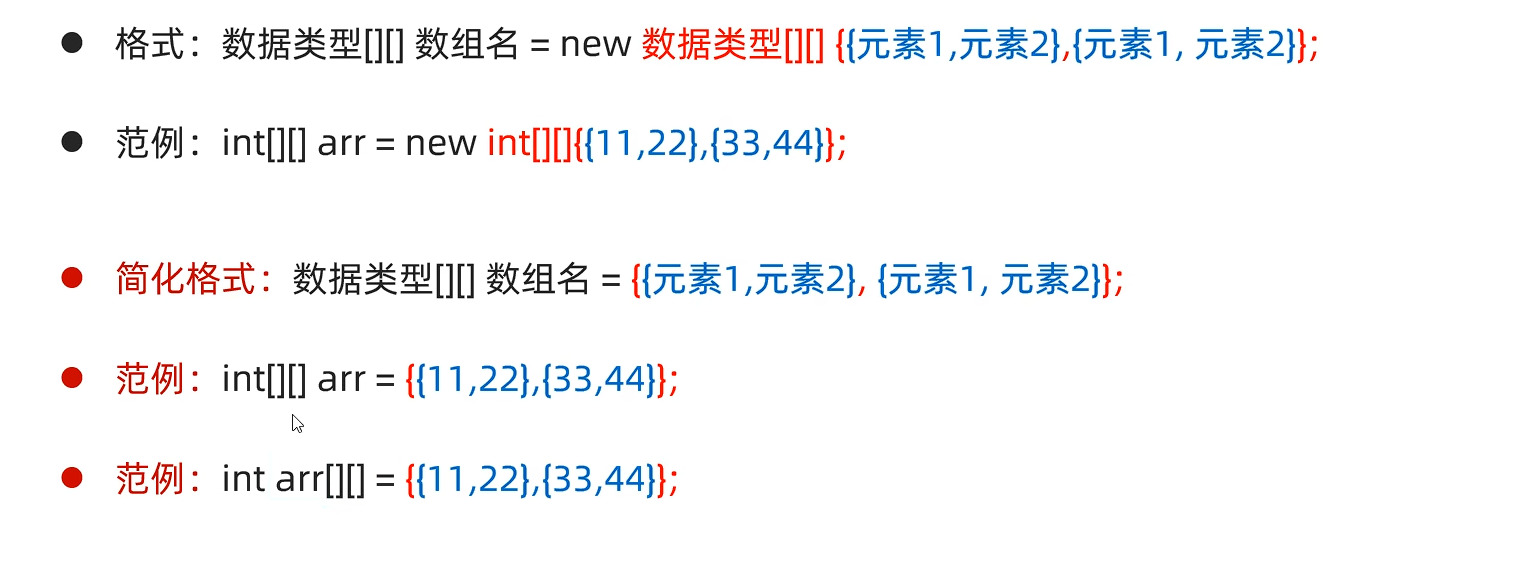 ● 格式：数据类型[][] 数组名 = new 数据类型[][] {{元素1,元素2},{元素1, 元素2}};
● 范例：int[][] arr = new int[][]{{11,22},{33,44}};
● 简化格式：数据类型[][] 数组名 = {{元素1,元素2}, {元素1, 元素2}};
● 范例：int[][] arr = {{11,22},{33,44}};
● 范例：int arr[][] = {{11,22},{33,44}};